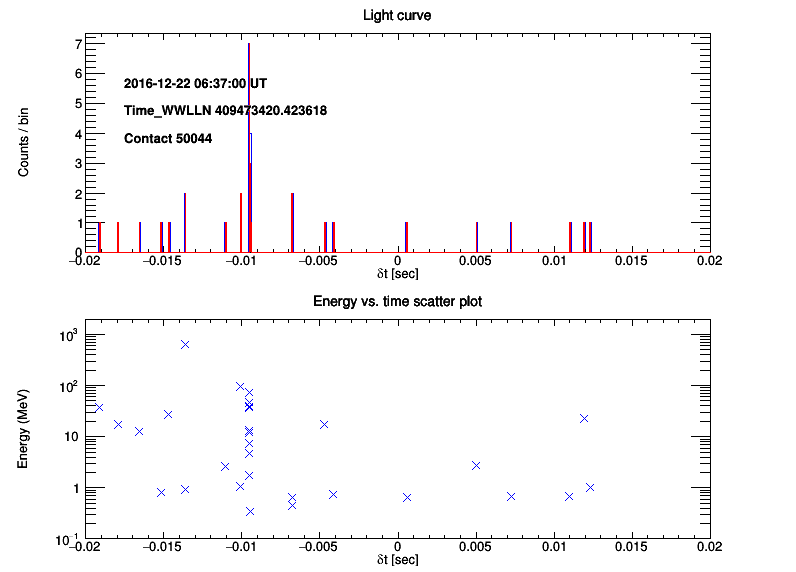 Light curve
Counts / bin
7
6
5
4
3
2
1
0
2016-12-22 06:37:00 UT
Time_WWLLN 409473420.423618
Contact 50044
−0.02 −0.015 −0.01 −0.005 0 0.005 0.01 0.015 0.02
δt [sec]
Energy vs. time scatter plot
Energy (MeV)
10³
10²
10
1
10⁻¹
−0.02 −0.015 −0.01 −0.005 0 0.005 0.01 0.015 0.02
δt [sec]